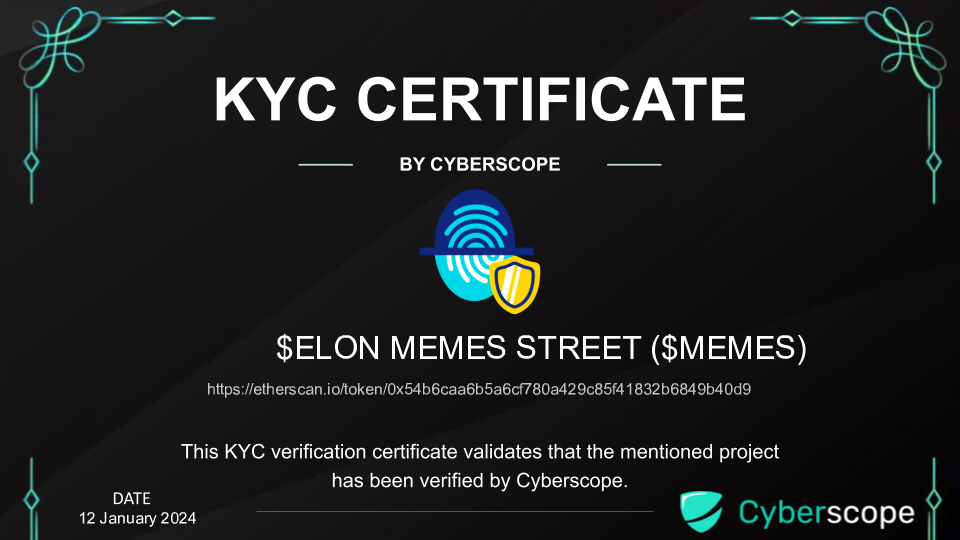 KYC CERTIFICATE
BY CYBERSCOPE
$ELON MEMES STREET ($MEMES)
https://etherscan.io/token/0x54b6caa6b5a6cf780a429c85f41832b6849b40d9
This KYC verification certificate validates that the mentioned project
has been verified by Cyberscope.
DATE
12 January 2024
Cyberscope